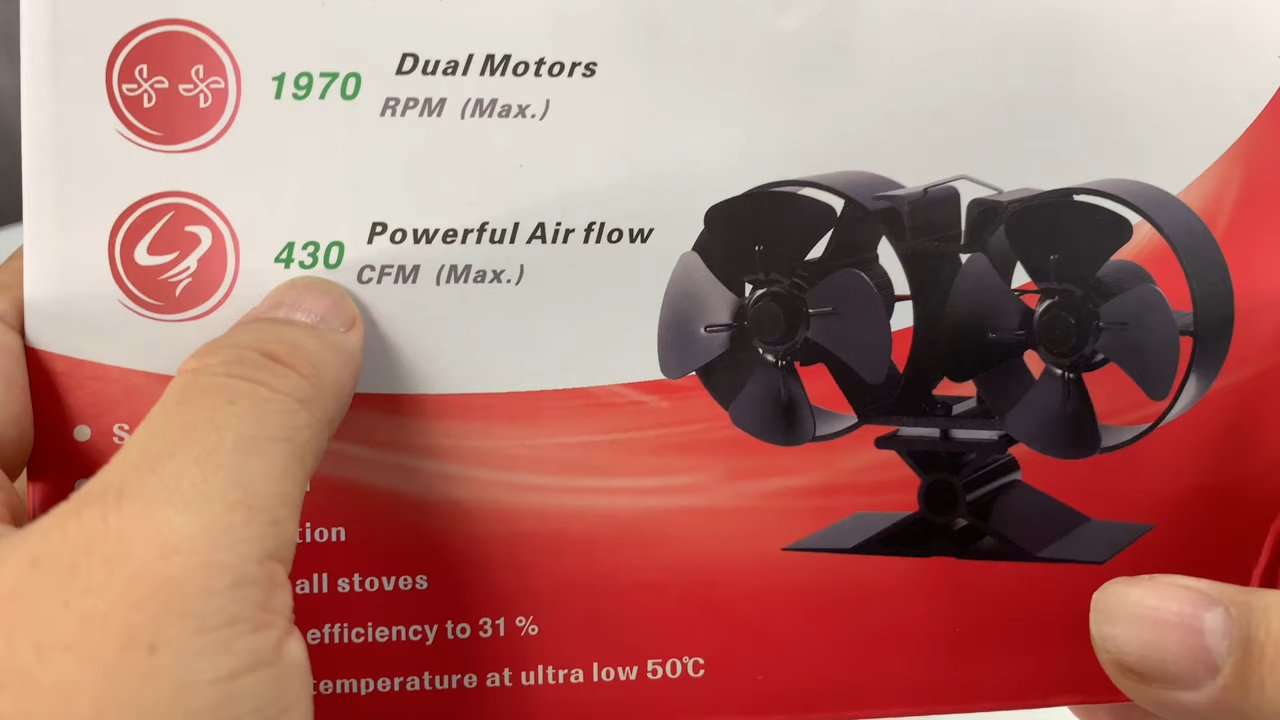 1970 Dual Motors
RPM (Max.)
430 Powerful Air flow
CFM (Max.)
all stoves
efficiency to 31 %
temperature at ultra low 50℃